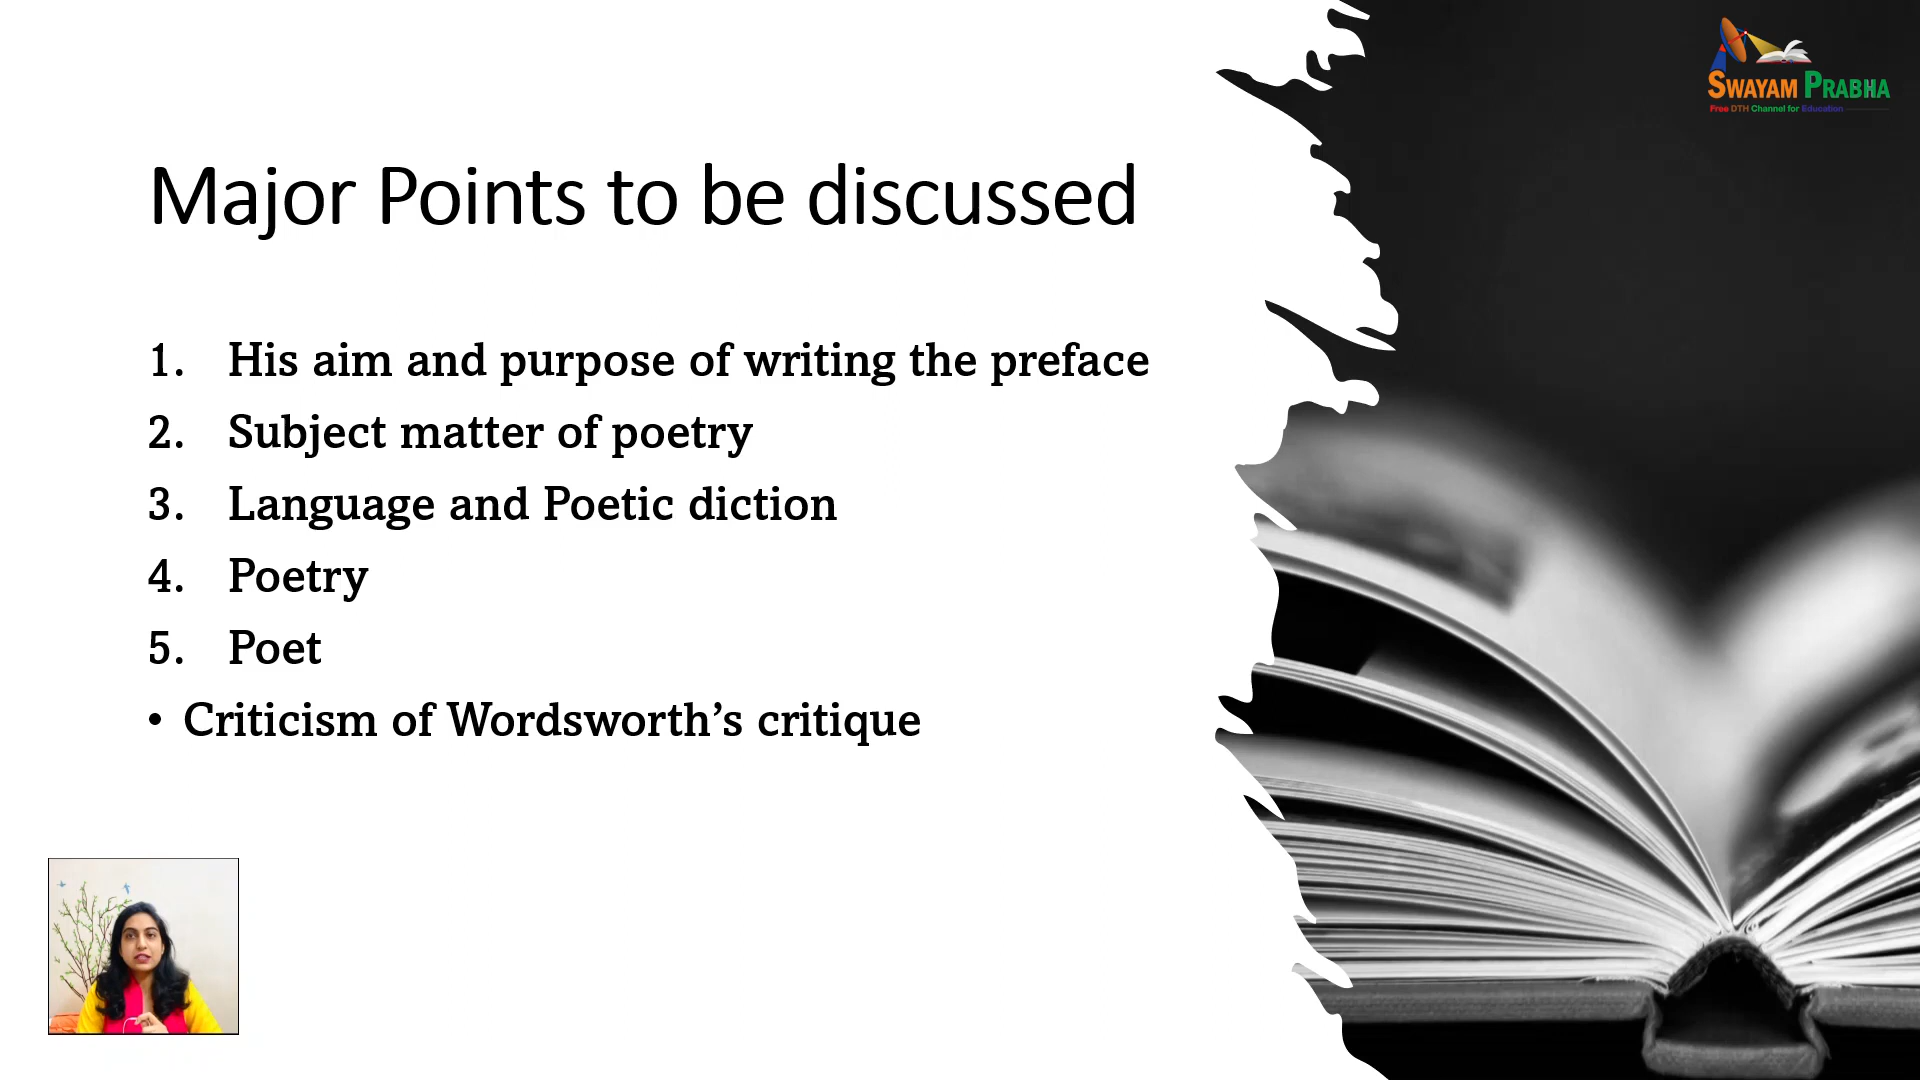 SWAYAM PRABHA
Free DTH Channel for Education
Major Points to be discussed
1. His aim and purpose of writing the preface
2. Subject matter of poetry
3. Language and Poetic diction
4. Poetry
5. Poet
• Criticism of Wordsworth’s critique